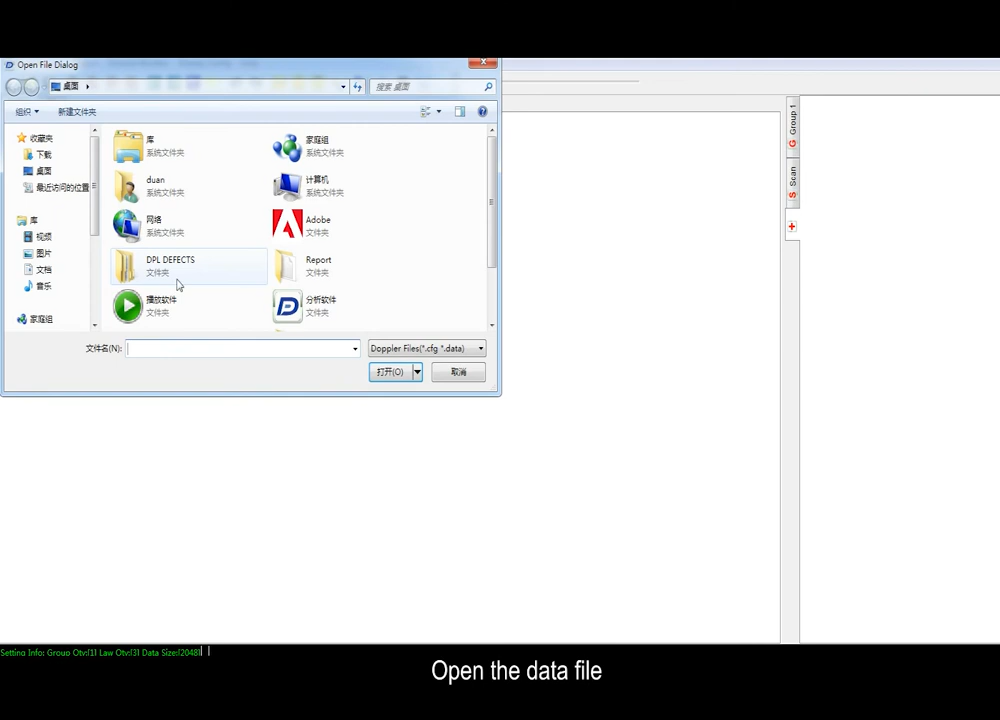 Open File Dialog
桌面
搜索 桌面
组织
新建文件夹
收藏夹
下载
桌面
最近访问的位置
库
视频
图片
文档
音乐
家庭组
库
系统文件夹
家庭组
系统文件夹
duan
系统文件夹
计算机
系统文件夹
网络
系统文件夹
Adobe
文件夹
DPL DEFECTS
文件夹
Report
文件夹
播放软件
文件夹
分析软件
文件夹
文件名(N):
Doppler Files(*.cfg *.data)
打开(O)
取消
G Group 1
S Scan
Setting Info: Group Qty:[1] Law Qty:[3] Data Size:[2048]
Open the data file